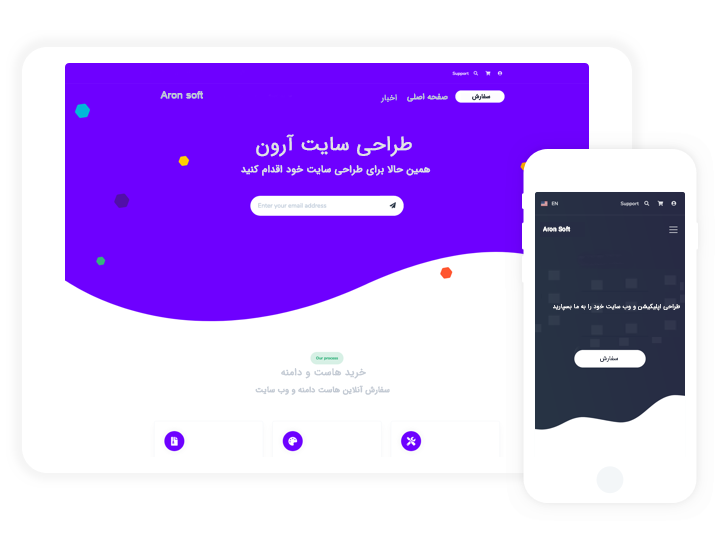 Support
Aron soft
اخبار
صفحه اصلی
سفارش
طراحی سایت آرون
همین حالا برای طراحی سایت خود اقدام کنید
Enter your email address
Our process
خرید هاست و دامنه
سفارش آنلاین هاست دامنه و وب سایت
EN
Support
Aron Soft
طراحی اپلیکیشن و وب سایت خود را به ما بسپارید
سفارش